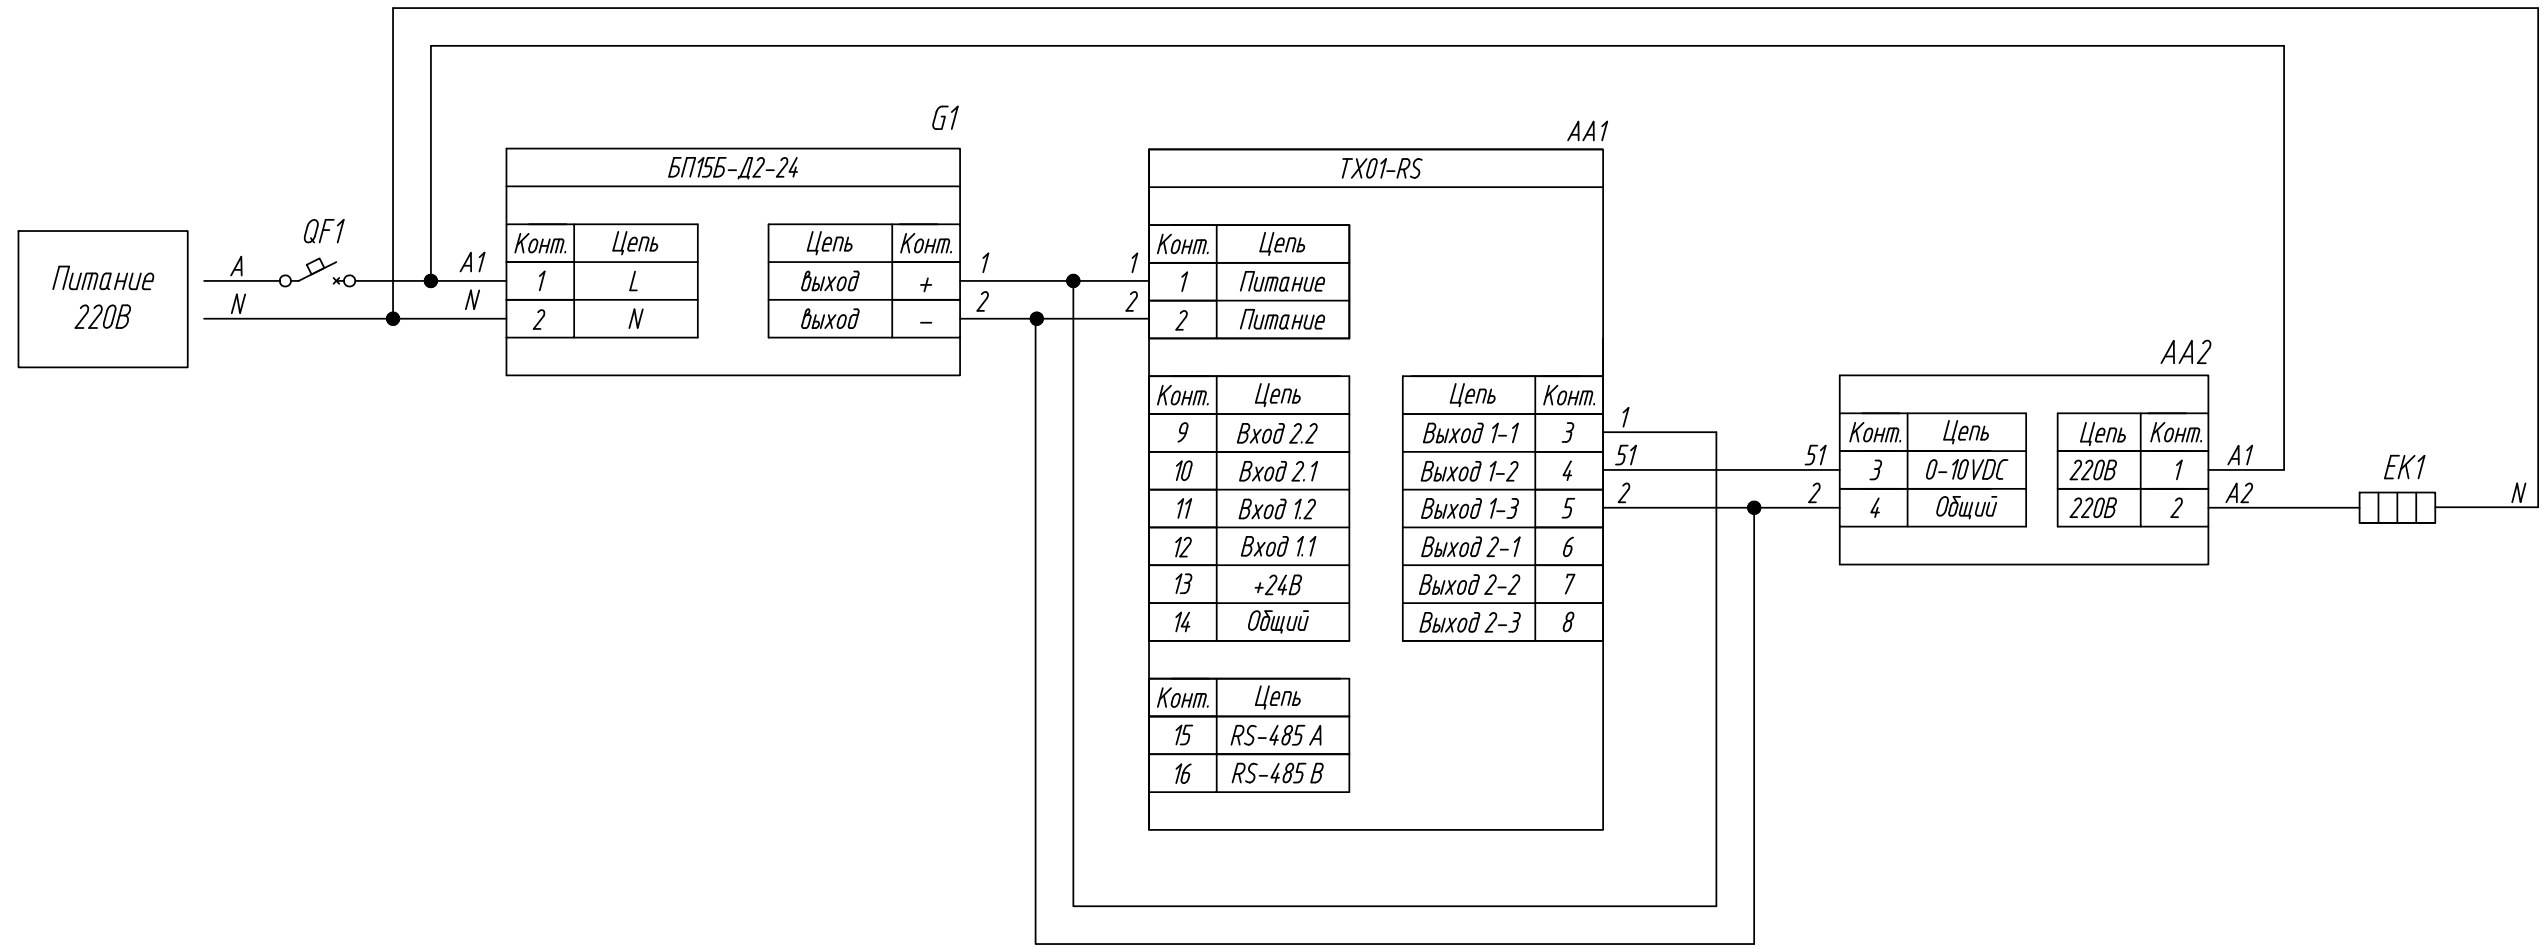 G1
AA1
БП15Б-Д2-24
ТХ01-RS
QF1
Питание
220В
A
N
A1
N
Конт. Цепь
1 L
2 N
Цепь Конт.
выход +
выход -
1
2
1
2
Конт. Цепь
1 Питание
2 Питание
AA2
Конт. Цепь
9 Вход 2.2
10 Вход 2.1
11 Вход 1.2
12 Вход 1.1
13 +24В
14 Общий
Цепь Конт.
Выход 1-1 3
Выход 1-2 4
Выход 1-3 5
Выход 2-1 6
Выход 2-2 7
Выход 2-3 8
1
51
2
51
2
Конт. Цепь
3 0-10VDC
4 Общий
Цепь Конт.
220В 1
220В 2
A1
A2
EK1
N
Конт. Цепь
15 RS-485 A
16 RS-485 B